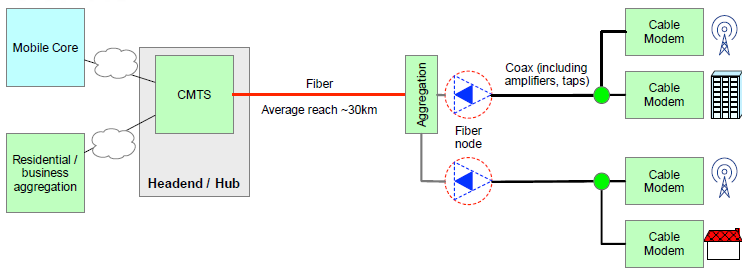 Mobile Core
CMTS
Residential /
business
aggregation
Headend / Hub
Fiber
Average reach ~30km
Aggregation
Fiber
node
Coax (including
amplifiers, taps)
Cable
Modem
Cable
Modem
Cable
Modem
Cable
Modem